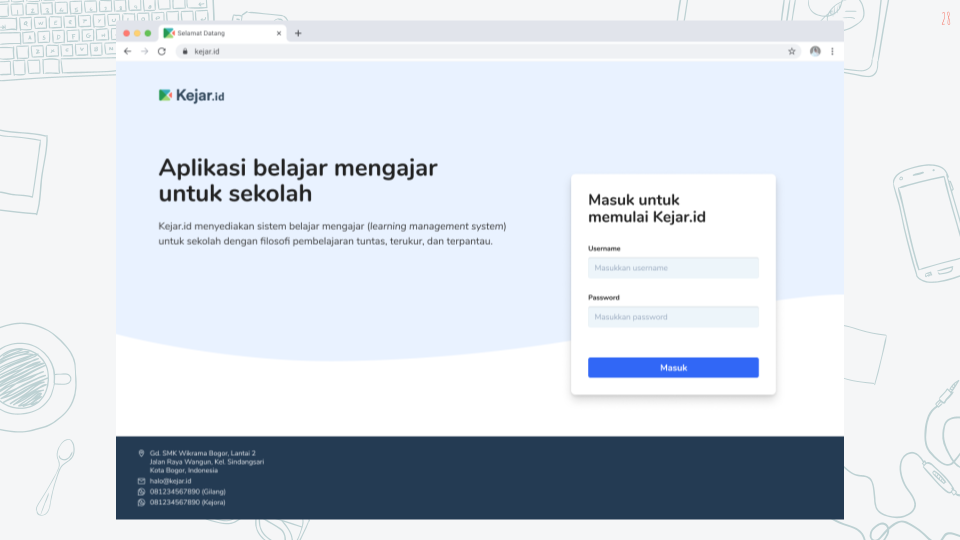 28
Selamat Datang
kejar.id
Kejar.id
Aplikasi belajar mengajar
untuk sekolah
Kejar.id menyediakan sistem belajar mengajar (learning management system)
untuk sekolah dengan filosofi pembelajaran tuntas, terukur, dan terpantau.
Masuk untuk
memulai Kejar.id
Username
Masukkan username
Password
Masukkan password
Masuk
Gd. SMK Wikrama Bogor, Lantai 2
Jalan Raya Wangun, Kel. Sindangsari
Kota Bogor, Indonesia
halo@kejar.id
081234567890 (Gilang)
081234567890 (Kejora)